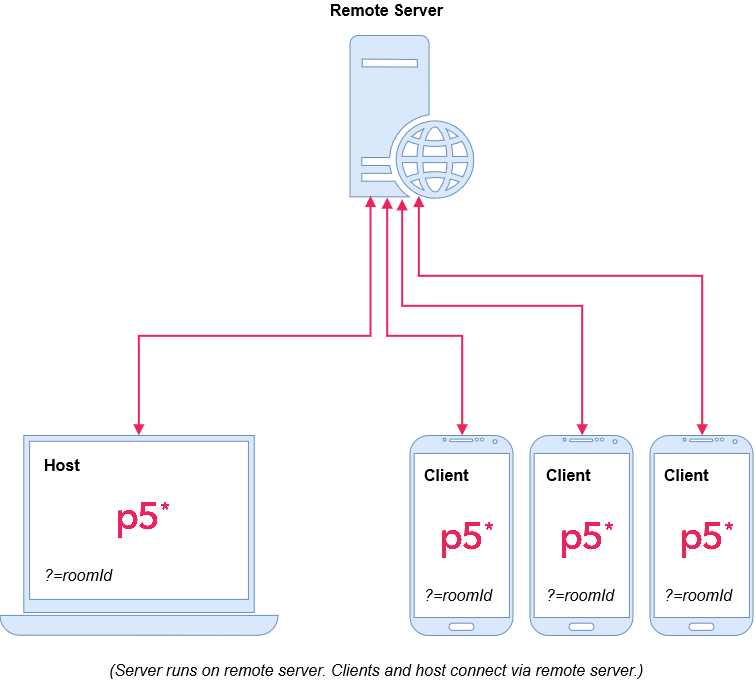 Remote Server
Host
p5*
?=roomId
Client
p5*
?=roomId
Client
p5*
?=roomId
Client
p5*
?=roomId
(Server runs on remote server. Clients and host connect via remote server.)